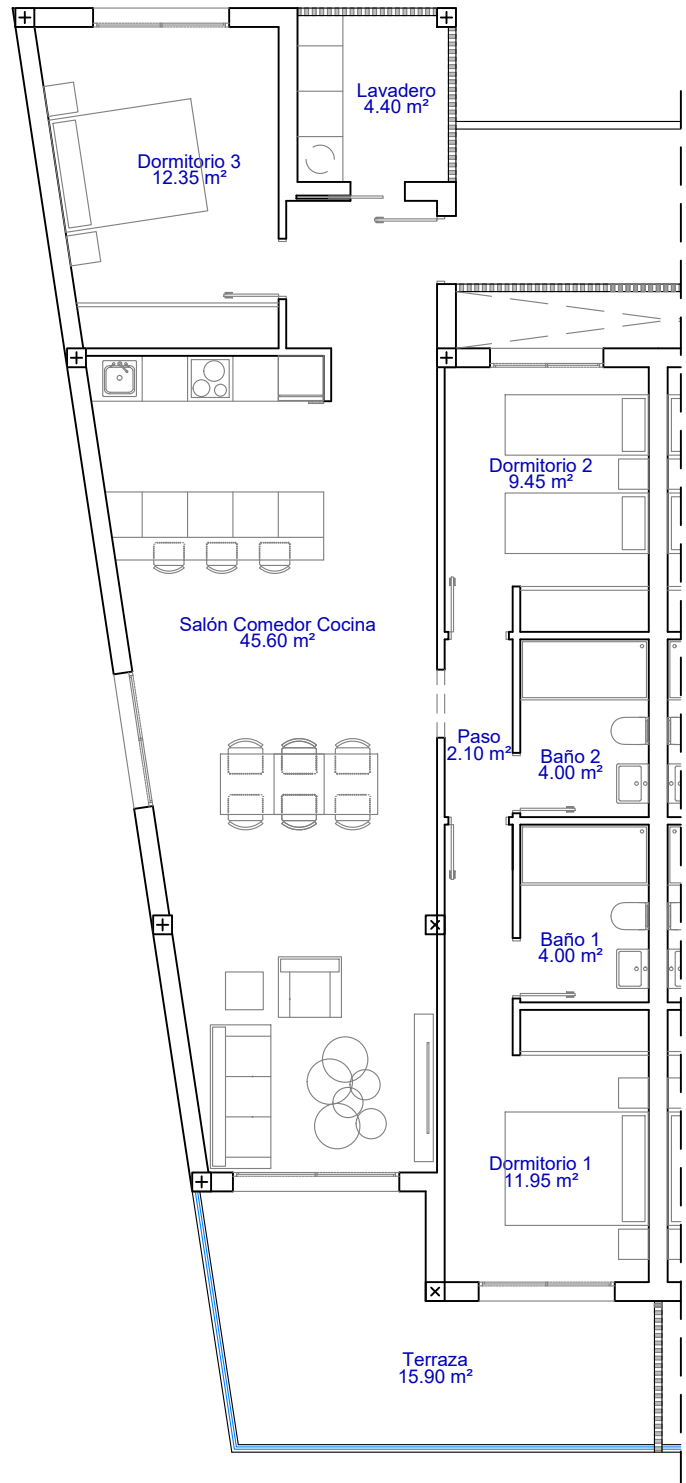 Lavadero
4.40 m²
Dormitorio 3
12.35 m²
Dormitorio 2
9.45 m²
Salón Comedor Cocina
45.60 m²
Paso
2.10 m²
Baño 2
4.00 m²
Baño 1
4.00 m²
Dormitorio 1
11.95 m²
Terraza
15.90 m²